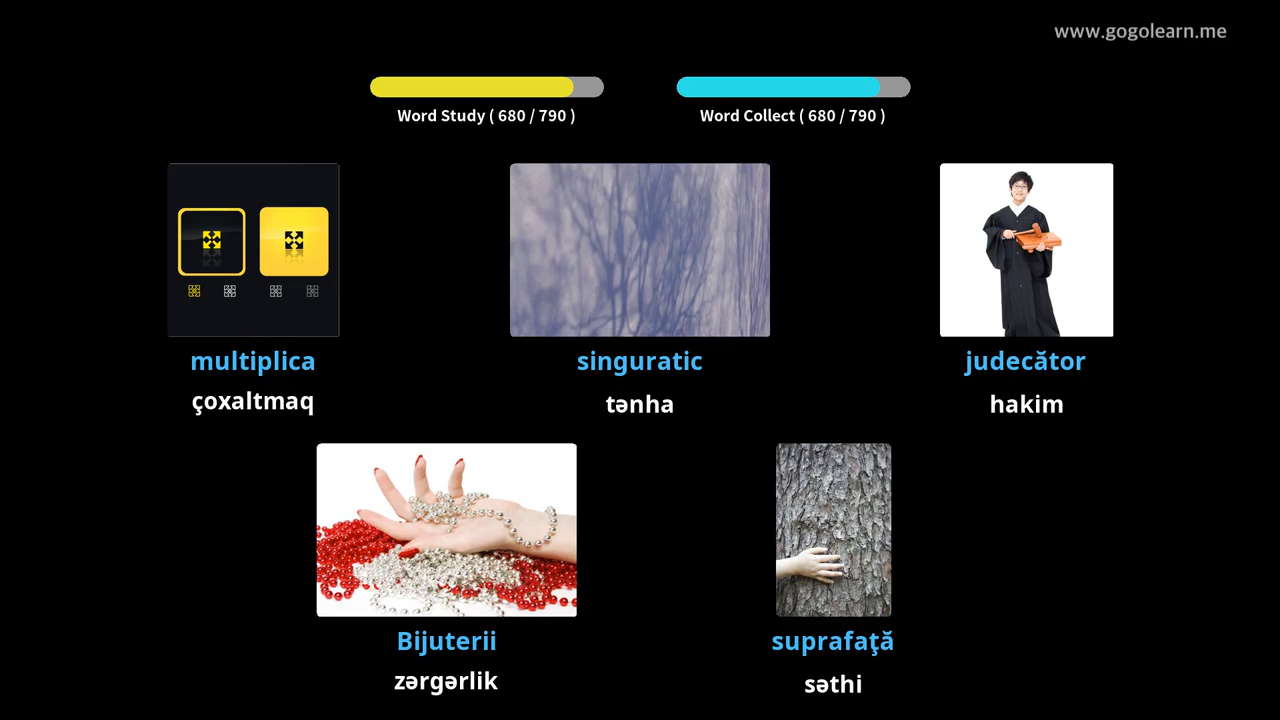 www.gogolearn.me
Word Study ( 680 / 790 )
Word Collect ( 680 / 790 )
multiplica
çoxaltmaq
singuratic
tənha
judecător
hakim
Bijuterii
zərgərlik
suprafaţă
səthi